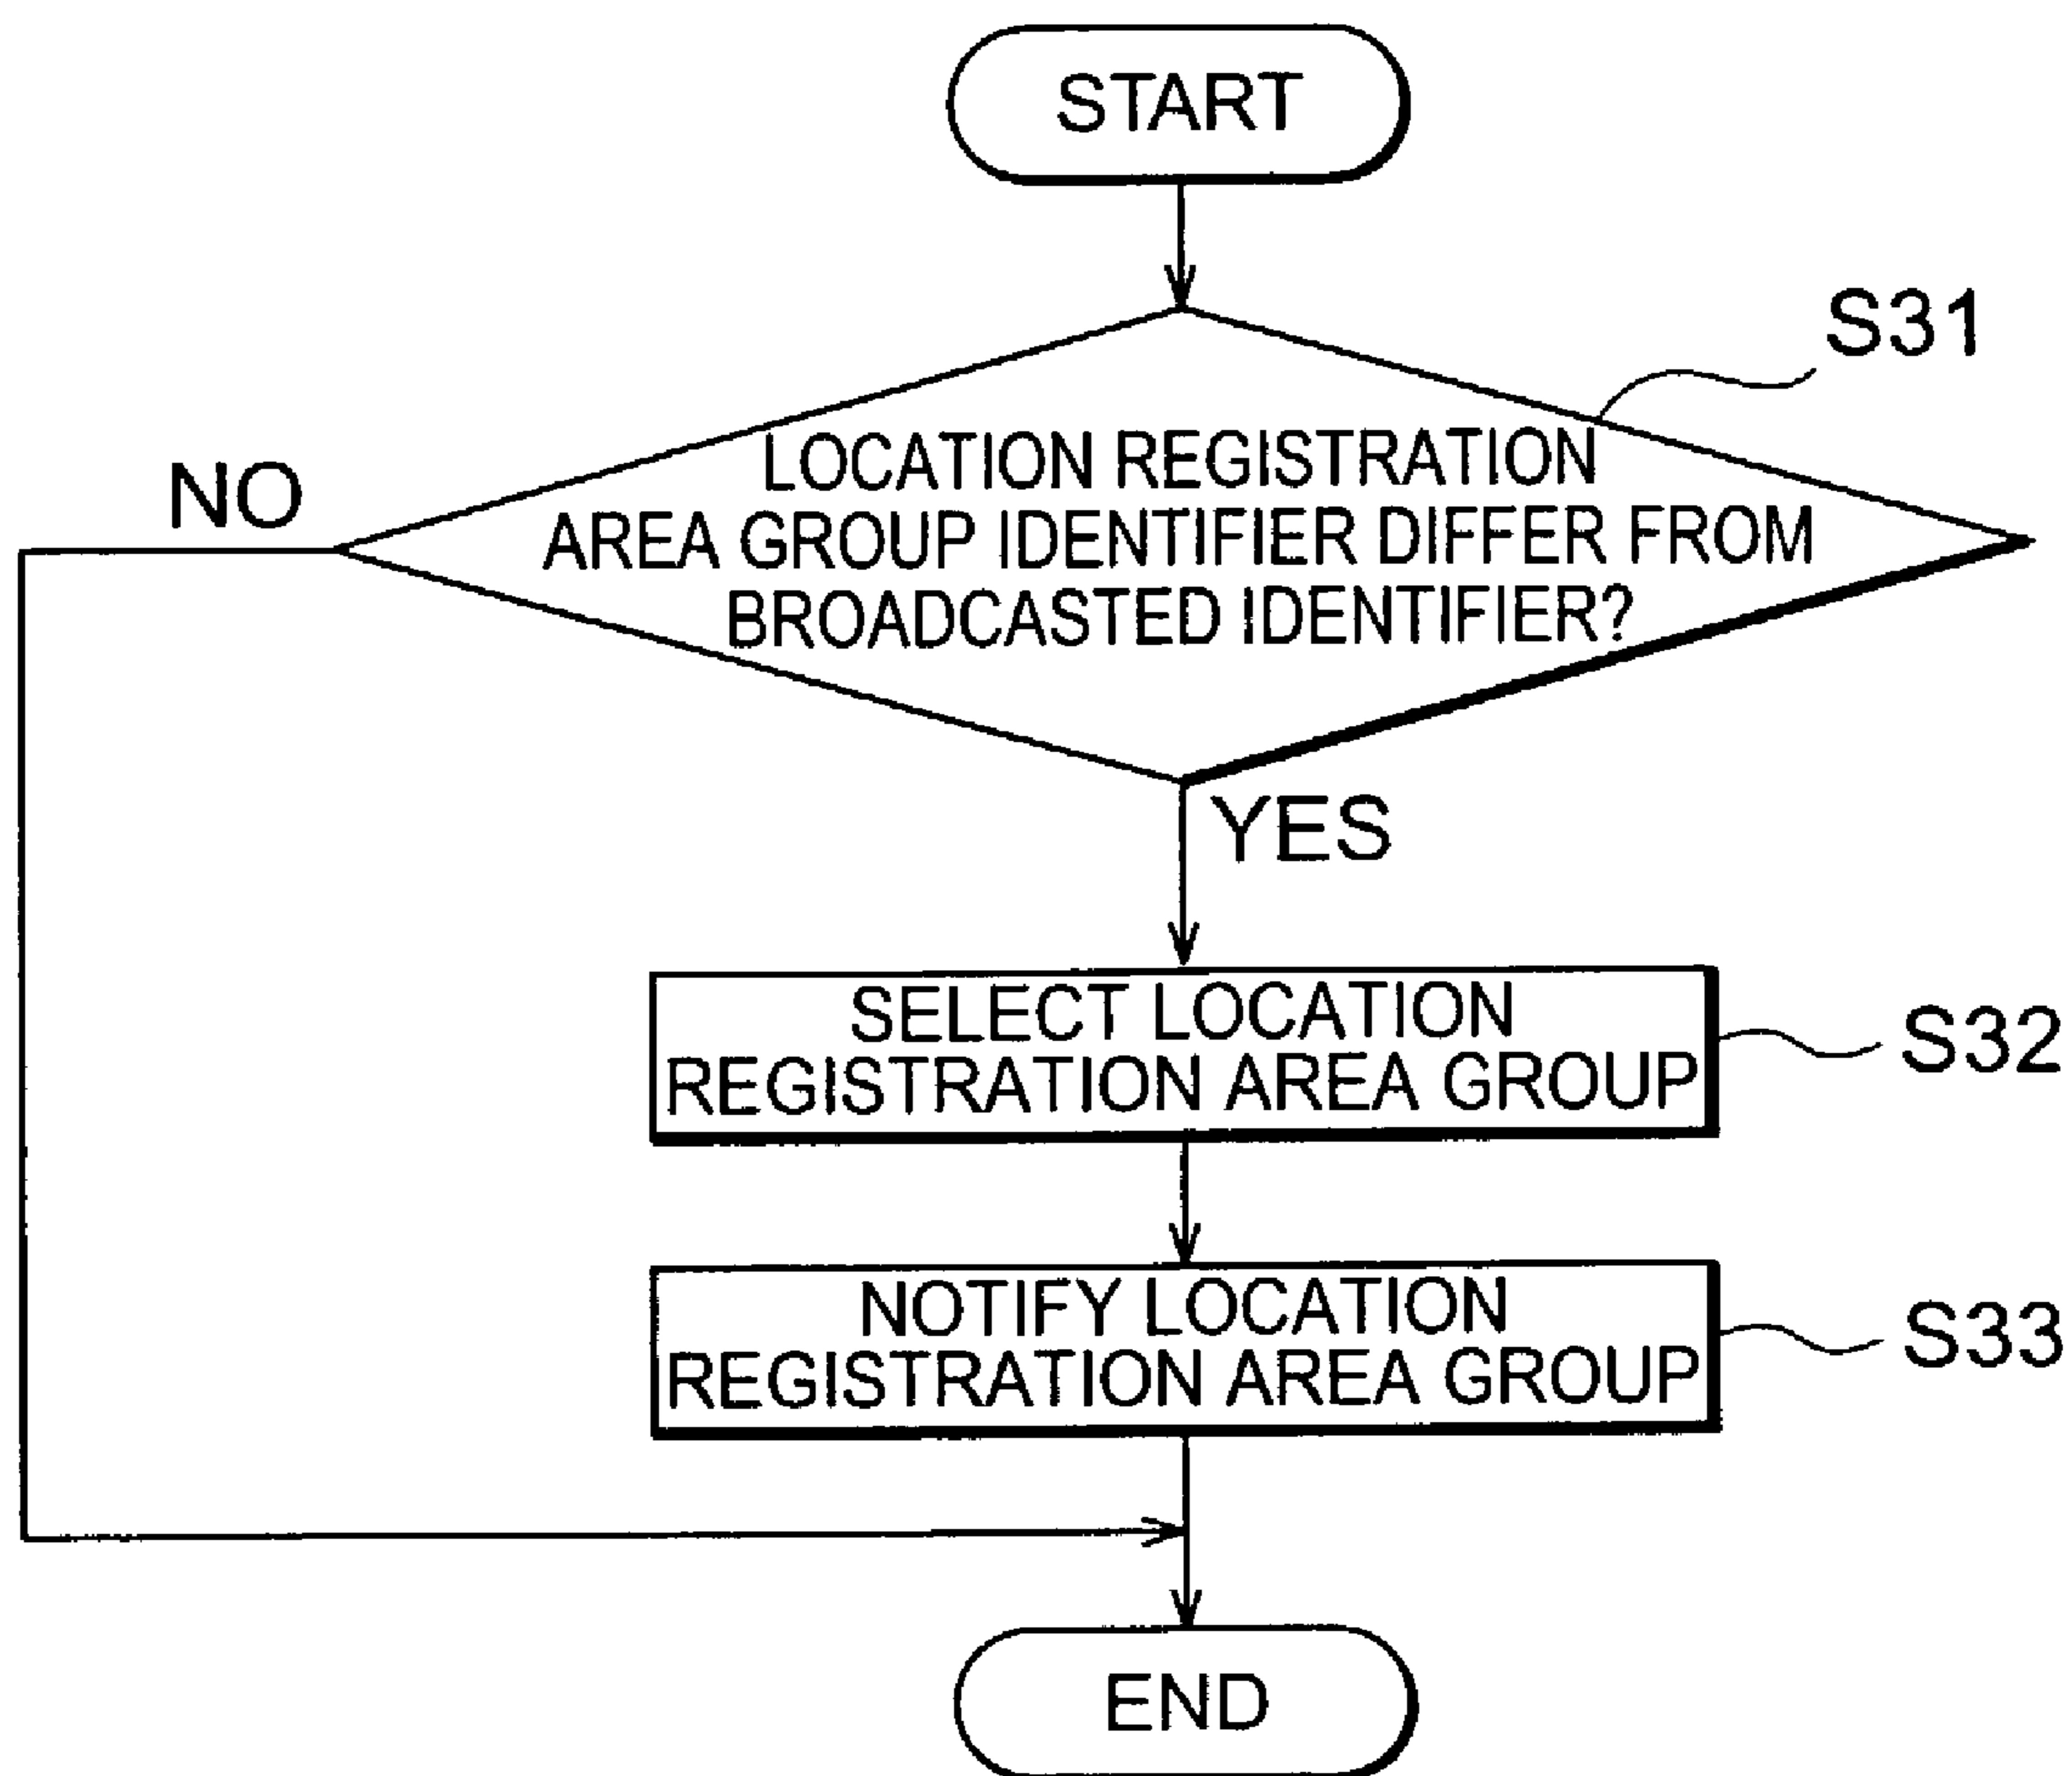 START
S31
LOCATION REGISTRATION
NO
AREA GROUP IDENTIFIER DIFFER FROM
BROADCASTED IDENTIFIER?
YES
SELECT LOCATION
REGISTRATION AREA GROUP
S32
NOTIFY LOCATION
REGISTRATION AREA GROUP
S33
END